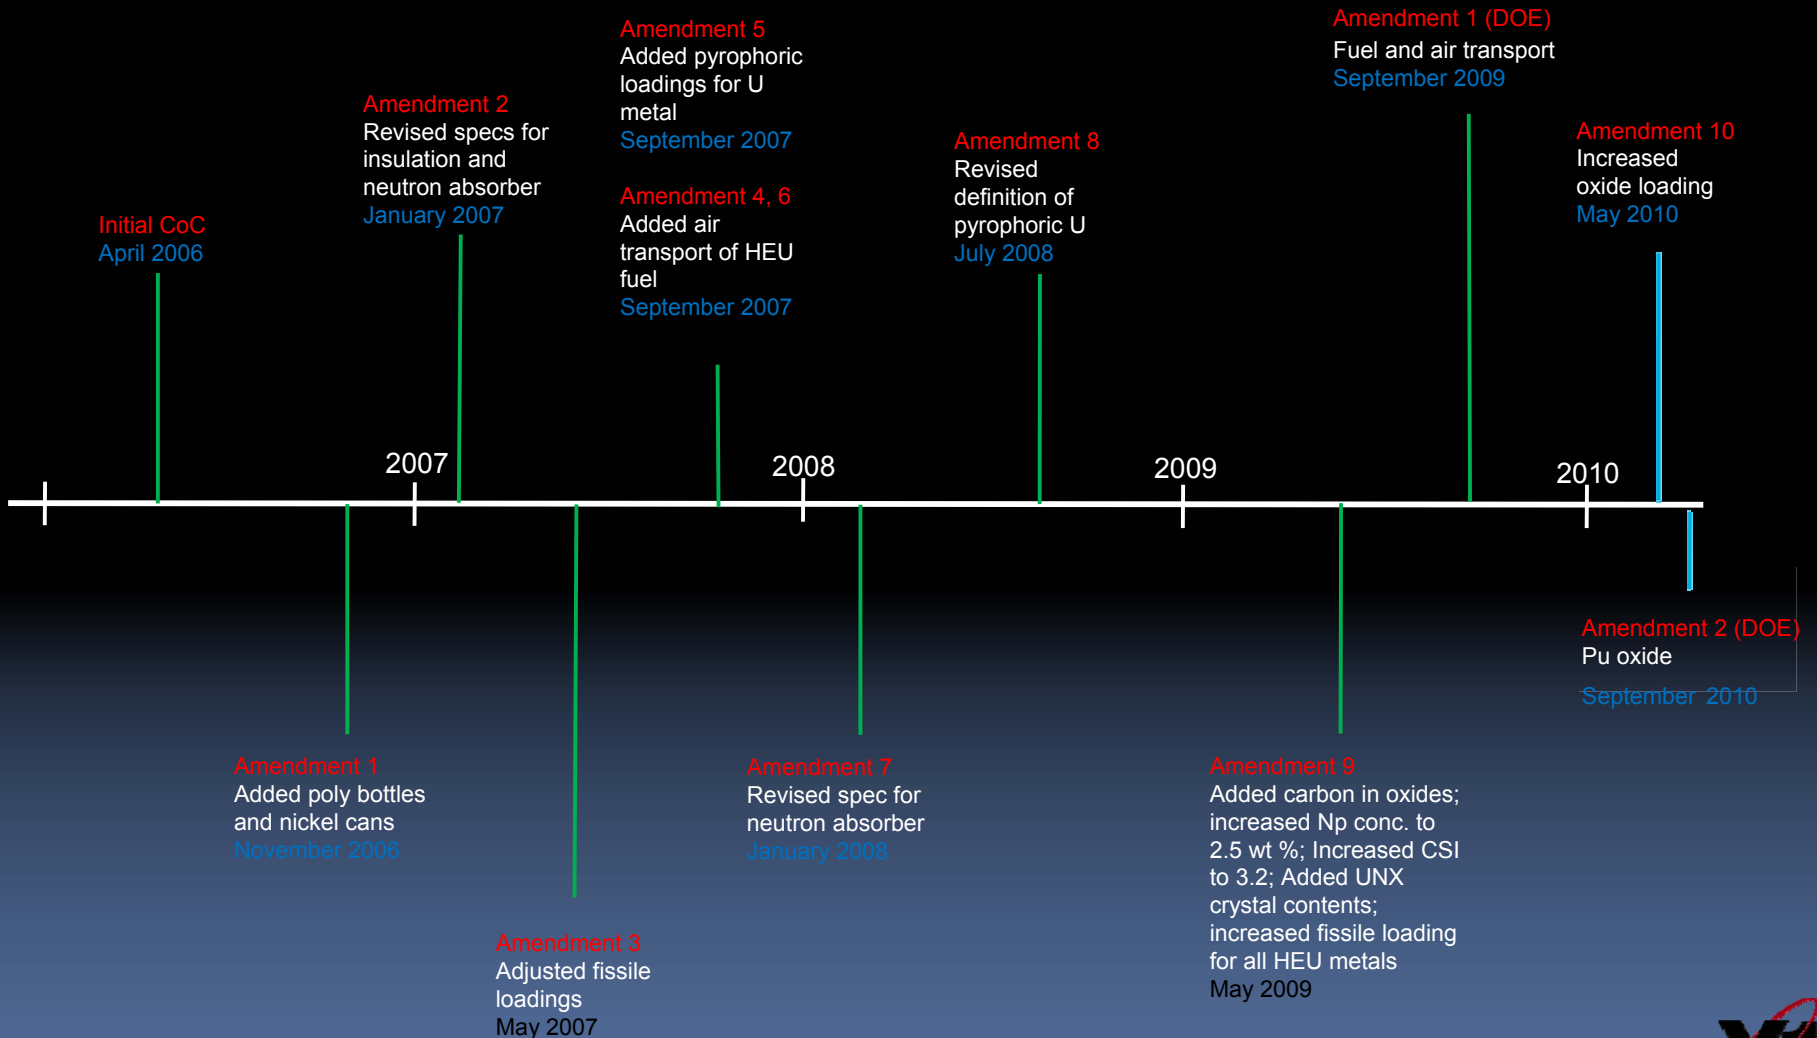 Initial CoC
April 2006
Amendment 2
Revised specs for
insulation and
neutron absorber
January 2007
Amendment 5
Added pyrophoric
loadings for U
metal
September 2007
Amendment 4, 6
Added air
transport of HEU
fuel
September 2007
Amendment 8
Revised
definition of
pyrophoric U
July 2008
Amendment 1 (DOE)
Fuel and air transport
September 2009
Amendment 10
Increased
oxide loading
May 2010
2007
2008
2009
2010
Amendment 1
Added poly bottles
and nickel cans
November 2006
Amendment 3
Adjusted fissile
loadings
May 2007
Amendment 7
Revised spec for
neutron absorber
January 2008
Amendment 9
Added carbon in oxides;
increased Np conc. to
2.5 wt %; Increased CSI
to 3.2; Added UNX
crystal contents;
increased fissile loading
for all HEU metals
May 2009
Amendment 2 (DOE)
Pu oxide
September 2010